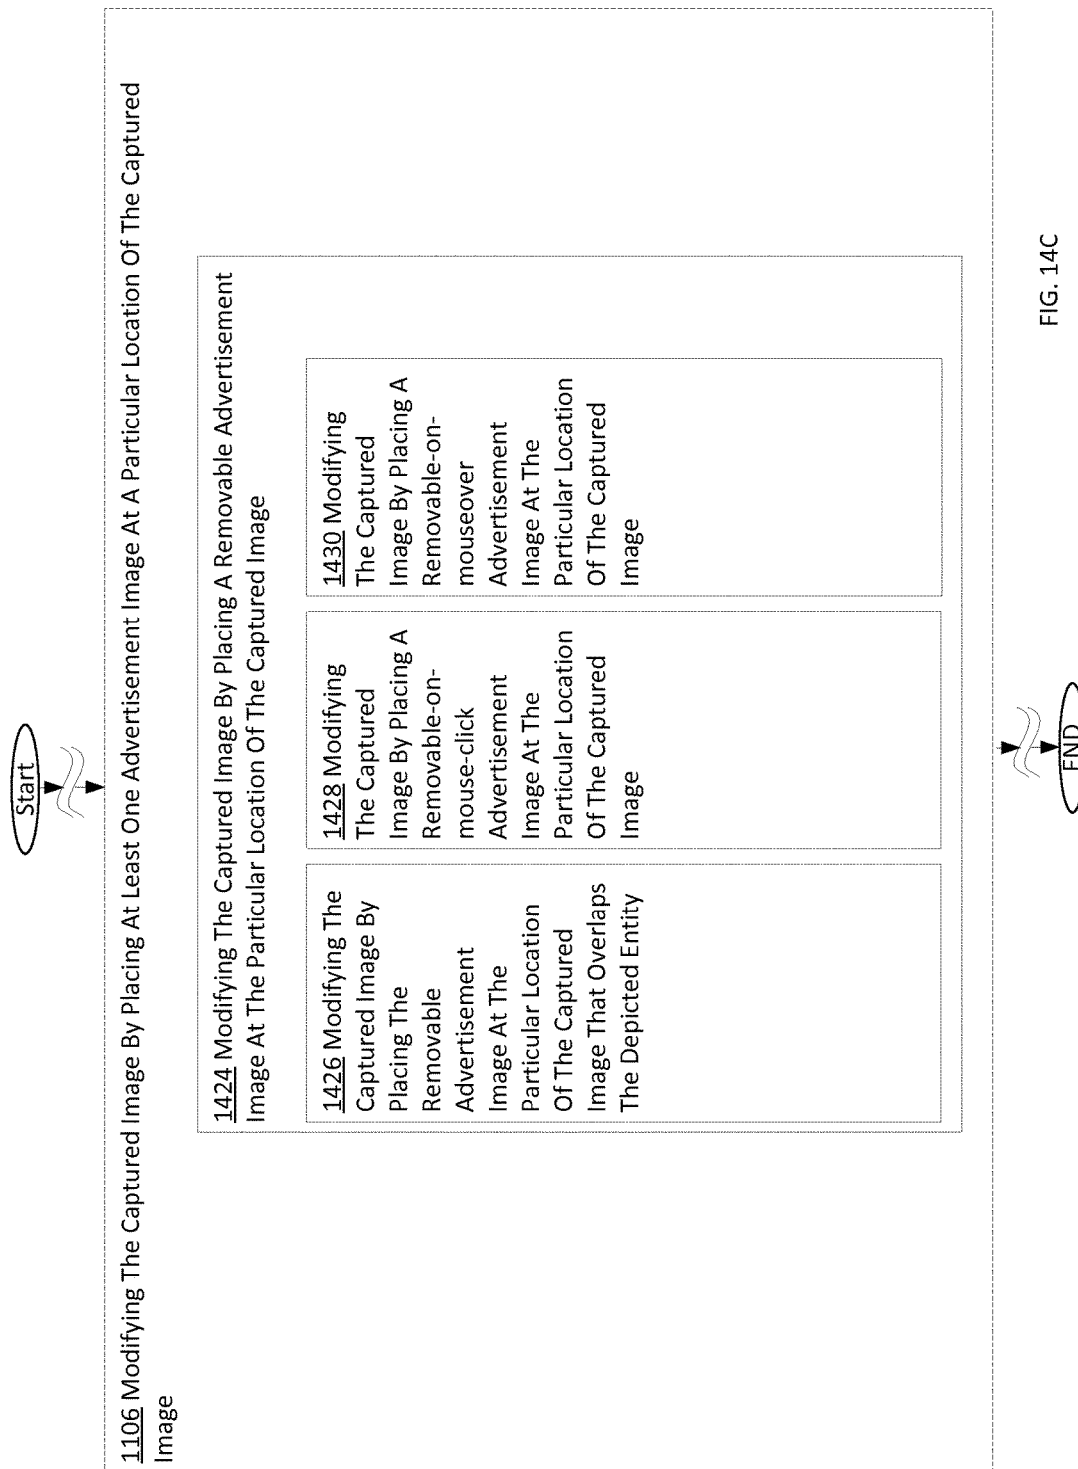 Start
1106 Modifying The Captured Image By Placing At Least One Advertisement Image At A Particular Location Of The Captured
Image
1424 Modifying The Captured Image By Placing A Removable Advertisement
Image At The Particular Location Of The Captured Image
1426 Modifying The
Captured Image By
Placing The
Removable
Advertisement
Image At The
Particular Location
Of The Captured
Image That Overlaps
The Depicted Entity
1428 Modifying
The Captured
Image By Placing A
Removable-on-
mouse-click
Advertisement
Image At The
Particular Location
Of The Captured
Image
1430 Modifying
The Captured
Image By Placing A
Removable-on-
mouseover
Advertisement
Image At The
Particular Location
Of The Captured
Image
END
FIG. 14C